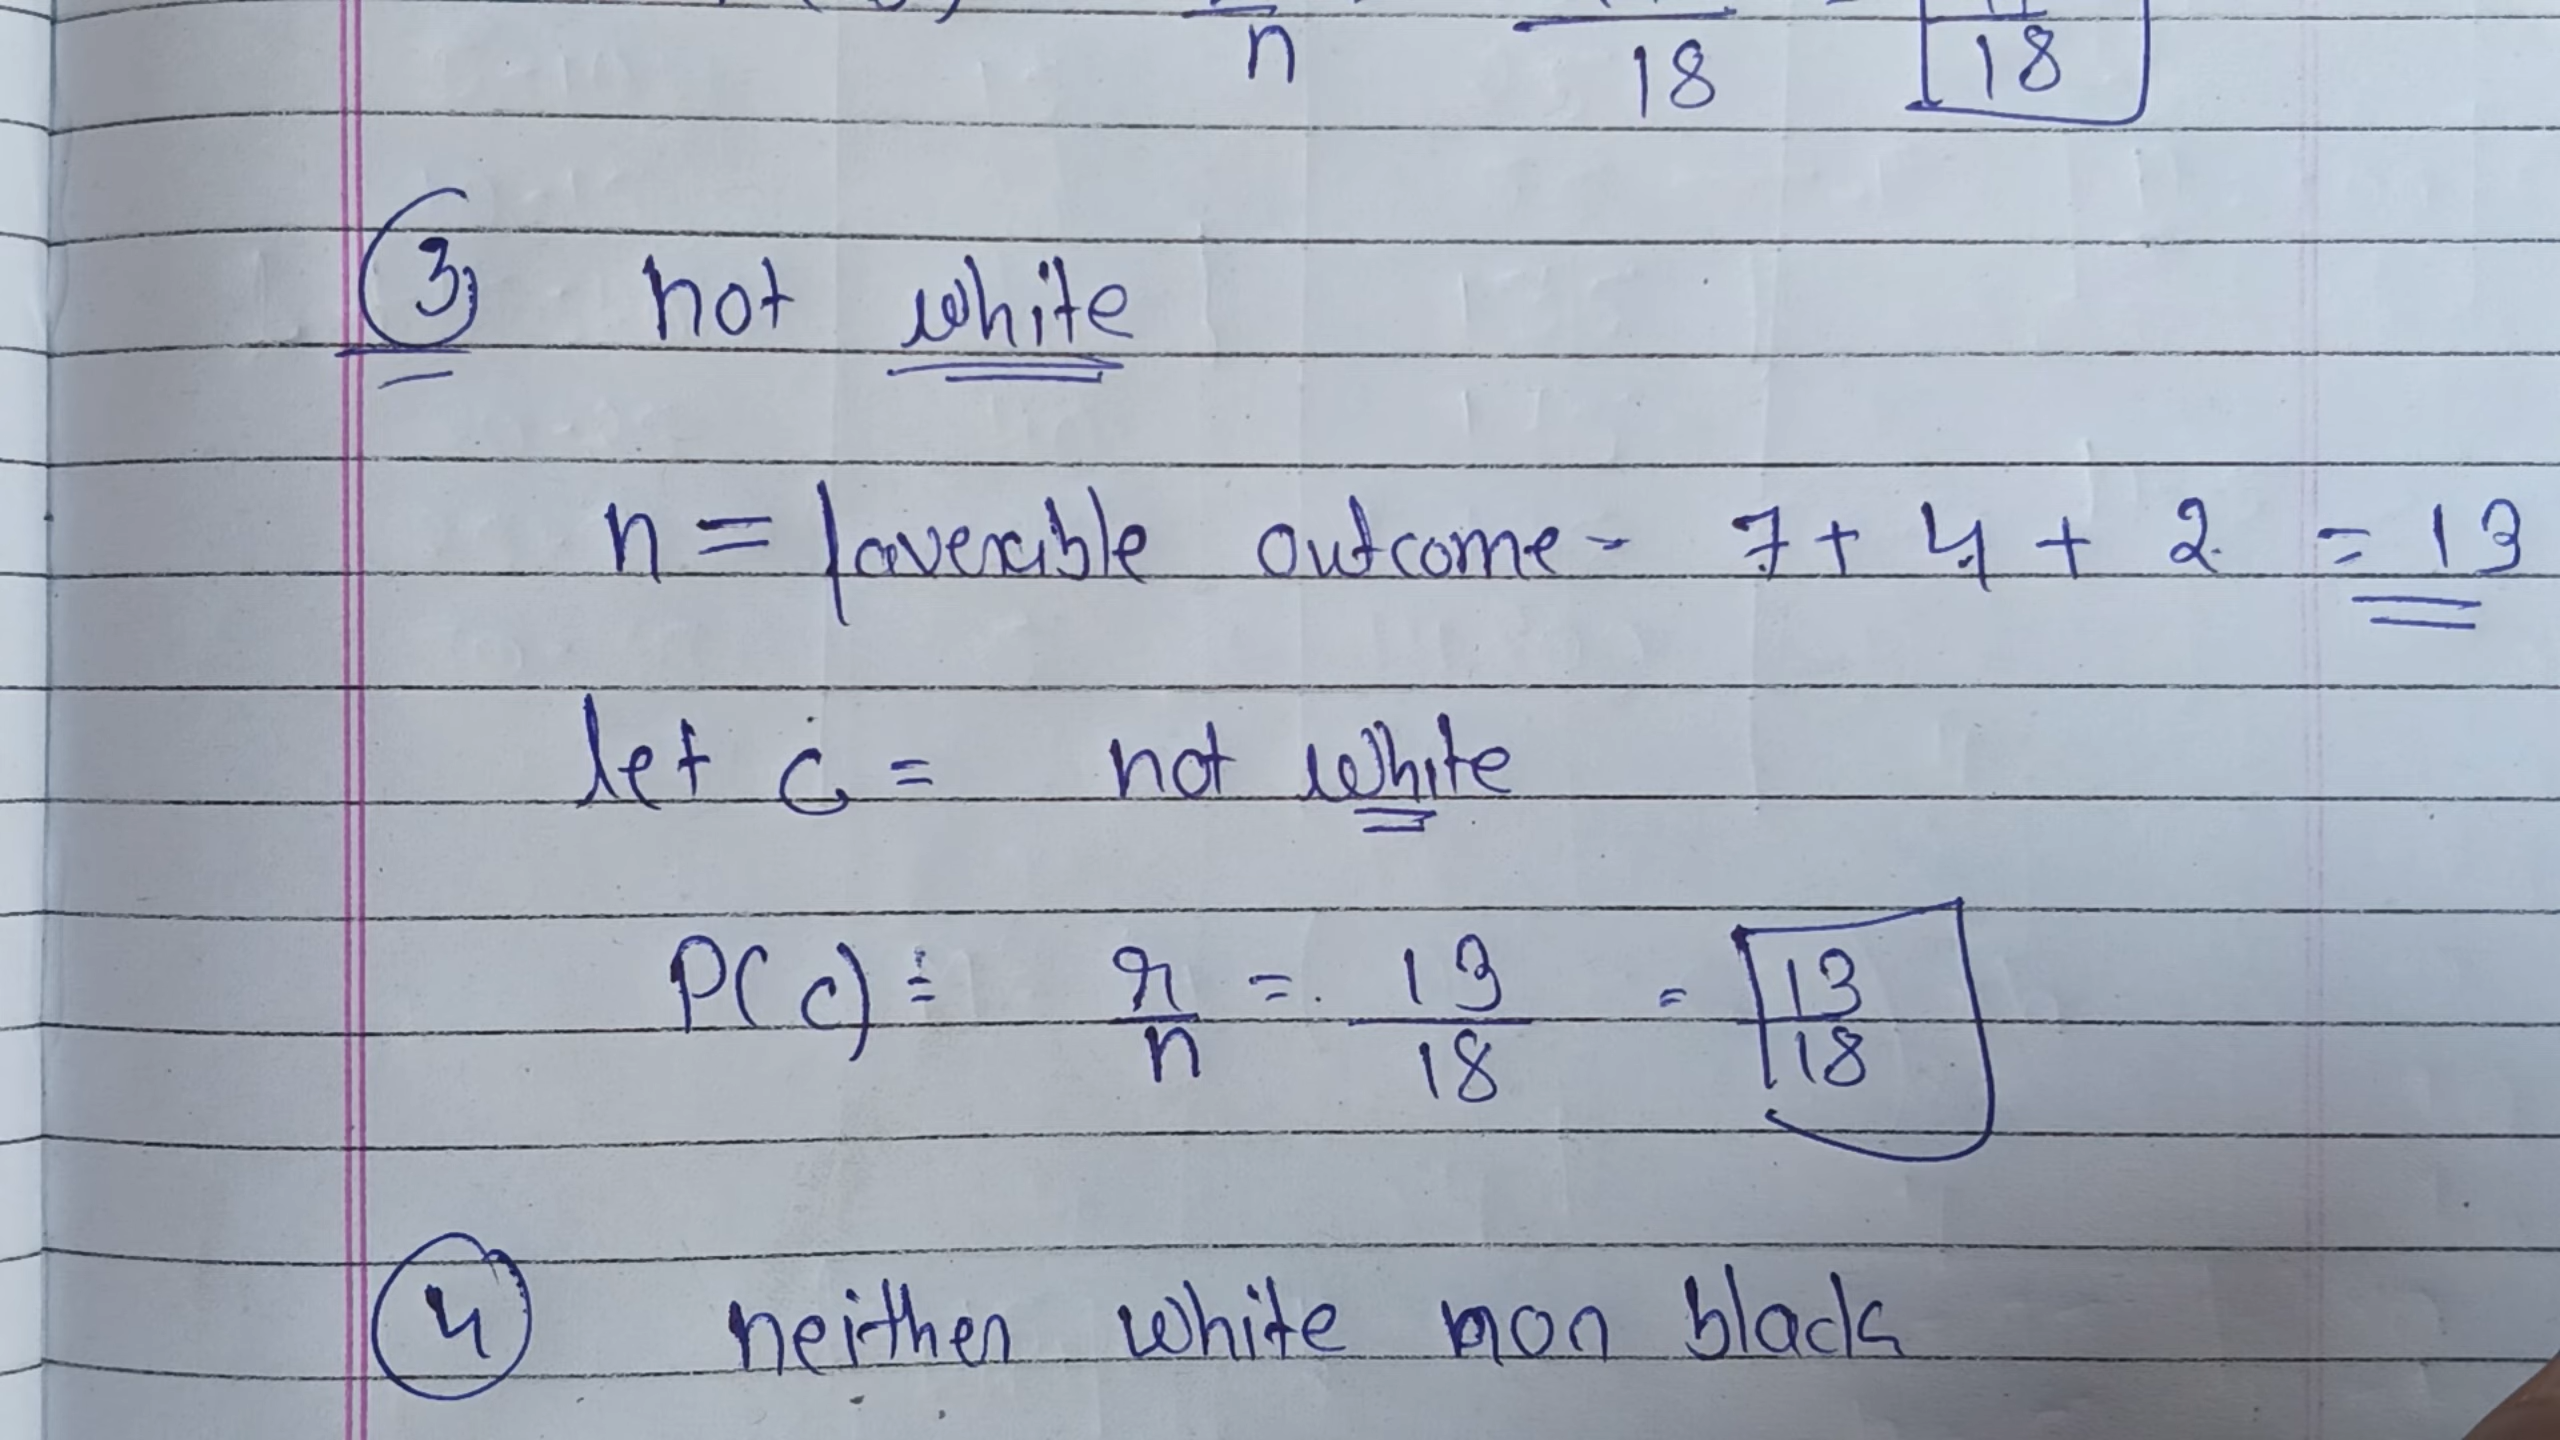 n 18 18
3) not white
n = faverable outcome - 7 + 4 + 2 = 13
let c = not white
P(c) = r/n = 13/18 = 13/18
4 neither white nor black